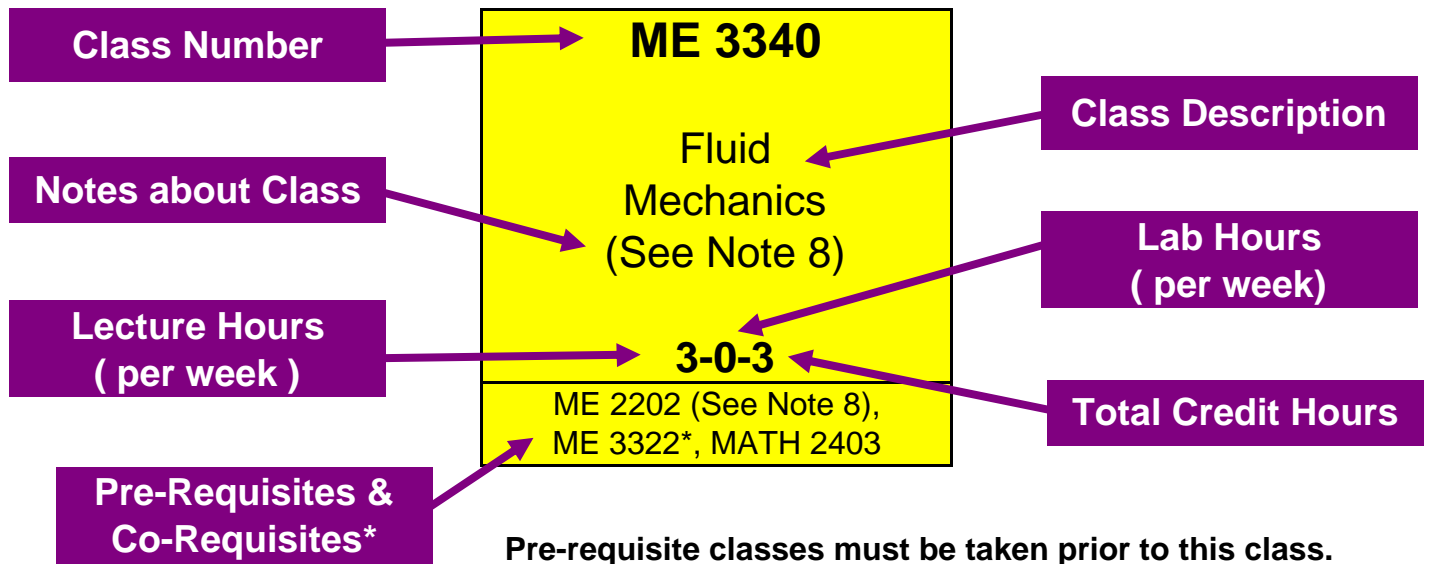 Class Number
ME 3340
Class Description
Fluid
Mechanics
(See Note 8)
Notes about Class
Lab Hours
( per week)
Lecture Hours
( per week )
3-0-3
Total Credit Hours
ME 2202 (See Note 8),
ME 3322*, MATH 2403
Pre-Requisites &
Co-Requisites*
Pre-requisite classes must be taken prior to this class.